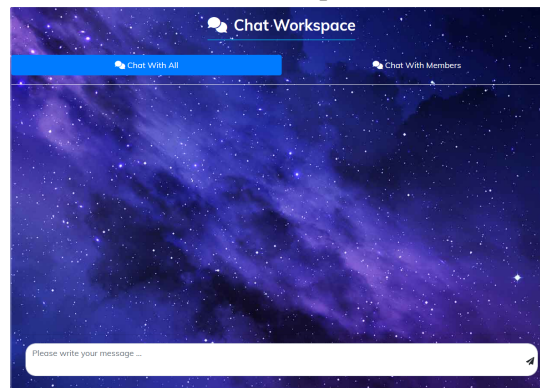 Chat Workspace
Chat With All
Chat With Members
Please write your message ...